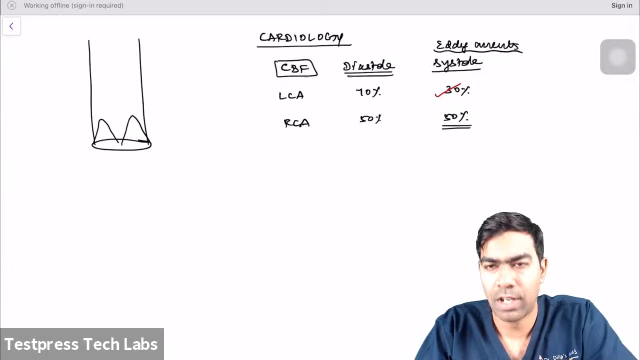 Working offline (sign-in required)
Sign in
CARDIOLOGY
Eddy currents
CBF Diastole Systole
LCA 70% 30%
RCA 50% 50%
Testpress Tech Labs